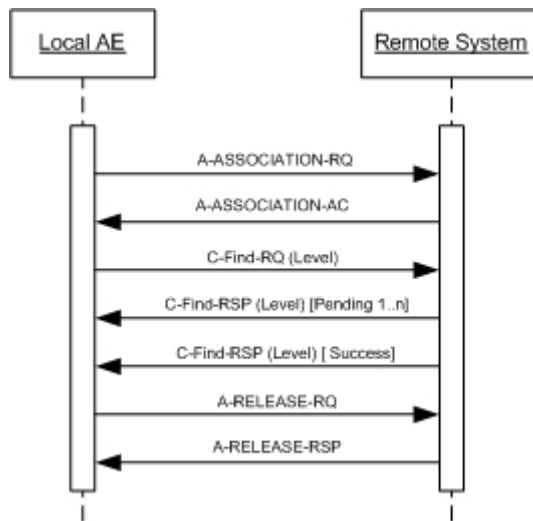 Local AE
Remote System
A-ASSOCIATION-RQ
A-ASSOCIATION-AC
C-Find-RQ (Level)
C-Find-RSP (Level) [Pending 1..n]
C-Find-RSP (Level) [ Success]
A-RELEASE-RQ
A-RELEASE-RSP